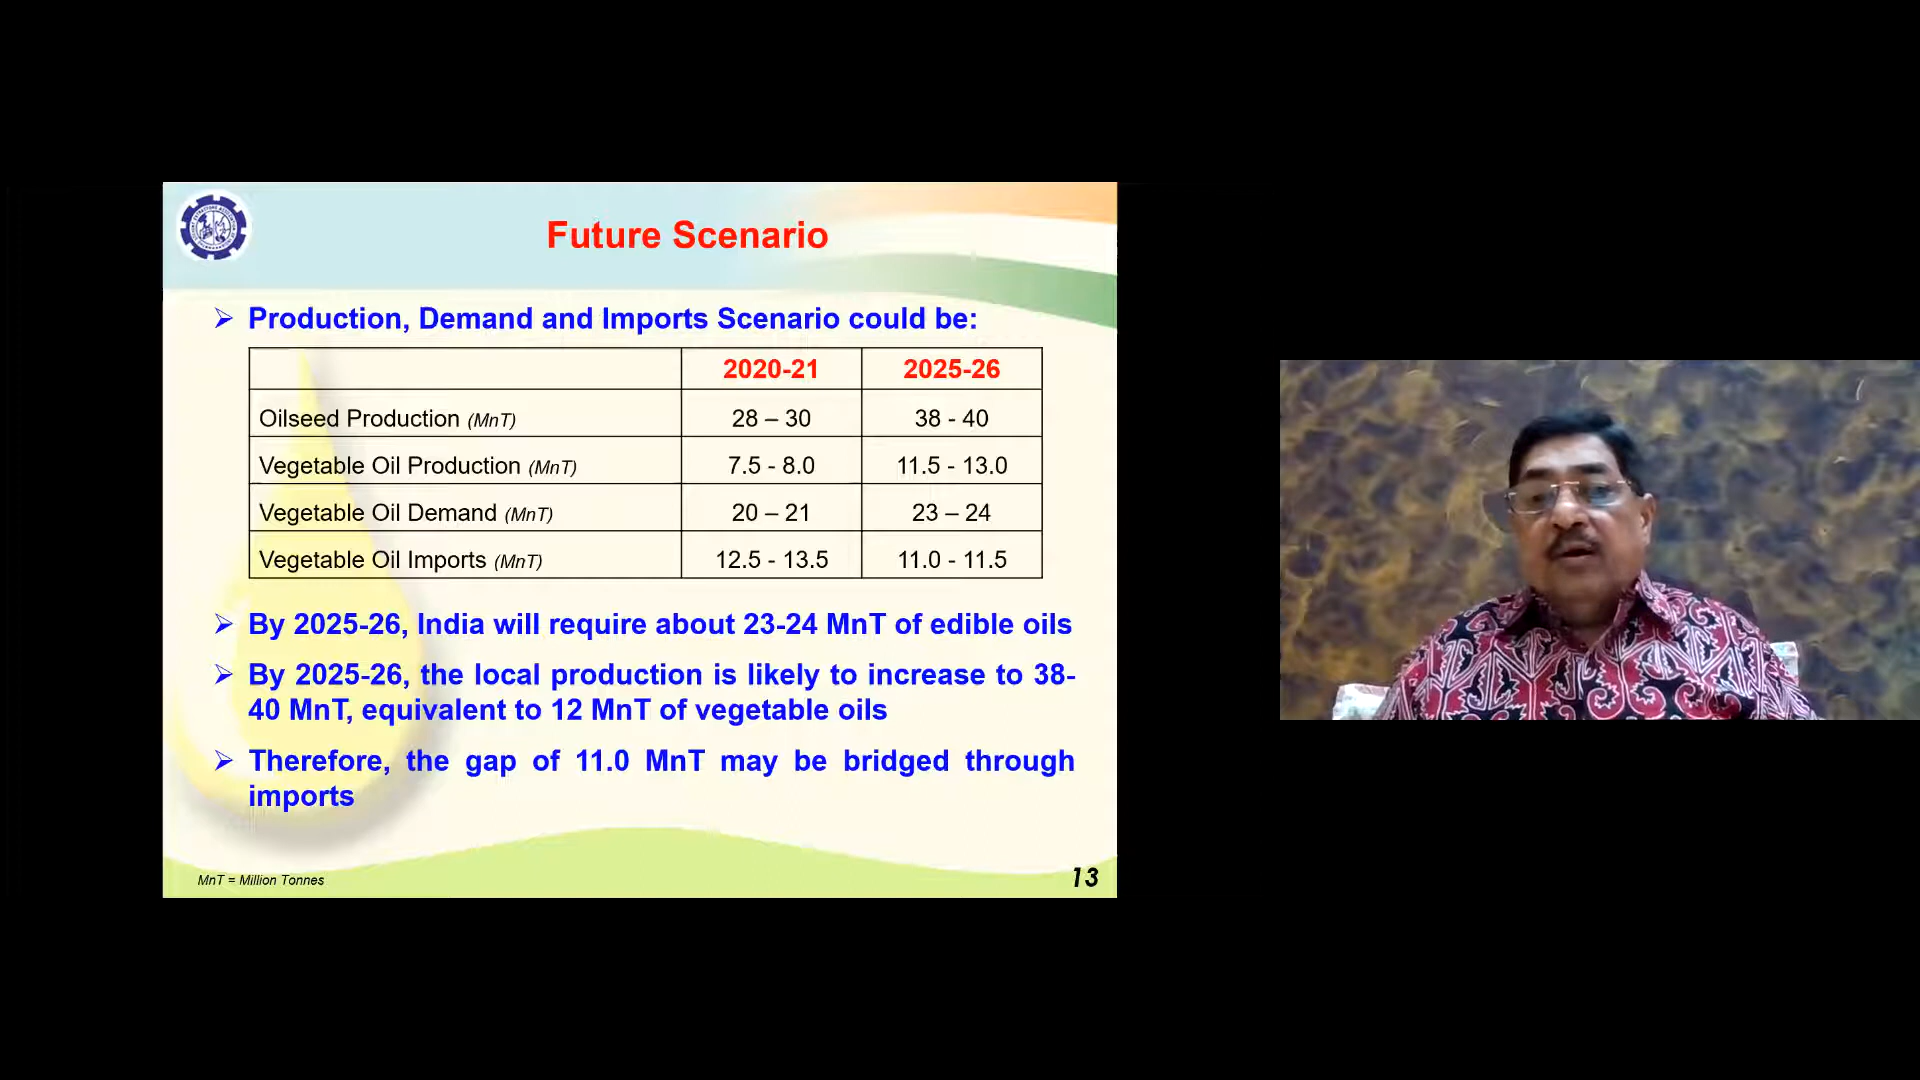 Future Scenario
➢ Production, Demand and Imports Scenario could be:
2020-21 2025-26
Oilseed Production (MnT) 28 – 30 38 - 40
Vegetable Oil Production (MnT) 7.5 - 8.0 11.5 - 13.0
Vegetable Oil Demand (MnT) 20 – 21 23 – 24
Vegetable Oil Imports (MnT) 12.5 - 13.5 11.0 - 11.5
➢ By 2025-26, India will require about 23-24 MnT of edible oils
➢ By 2025-26, the local production is likely to increase to 38-
40 MnT, equivalent to 12 MnT of vegetable oils
➢ Therefore, the gap of 11.0 MnT may be bridged through
imports
MnT = Million Tonnes
13